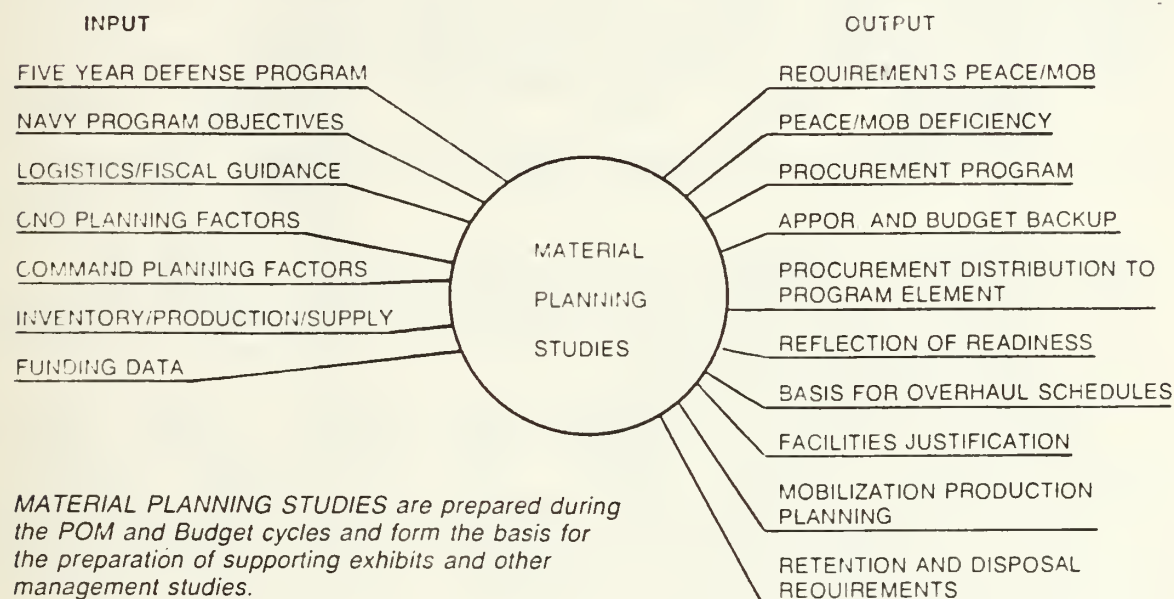 INPUT
FIVE YEAR DEFENSE PROGRAM
NAVY PROGRAM OBJECTIVES
LOGISTICS/FISCAL GUIDANCE
CNO PLANNING FACTORS
COMMAND PLANNING FACTORS
INVENTORY/PRODUCTION/SUPPLY
FUNDING DATA
MATERIAL
PLANNING
STUDIES
OUTPUT
REQUIREMENTS PEACE/MOB
PEACE/MOB DEFICIENCY
PROCUREMENT PROGRAM
APPOR. AND BUDGET BACKUP
PROCUREMENT DISTRIBUTION TO
PROGRAM ELEMENT
REFLECTION OF READINESS
BASIS FOR OVERHAUL SCHEDULES
FACILITIES JUSTIFICATION
MOBILIZATION PRODUCTION
PLANNING
RETENTION AND DISPOSAL
REQUIREMENTS
MATERIAL PLANNING STUDIES are prepared during
the POM and Budget cycles and form the basis for
the preparation of supporting exhibits and other
management studies.